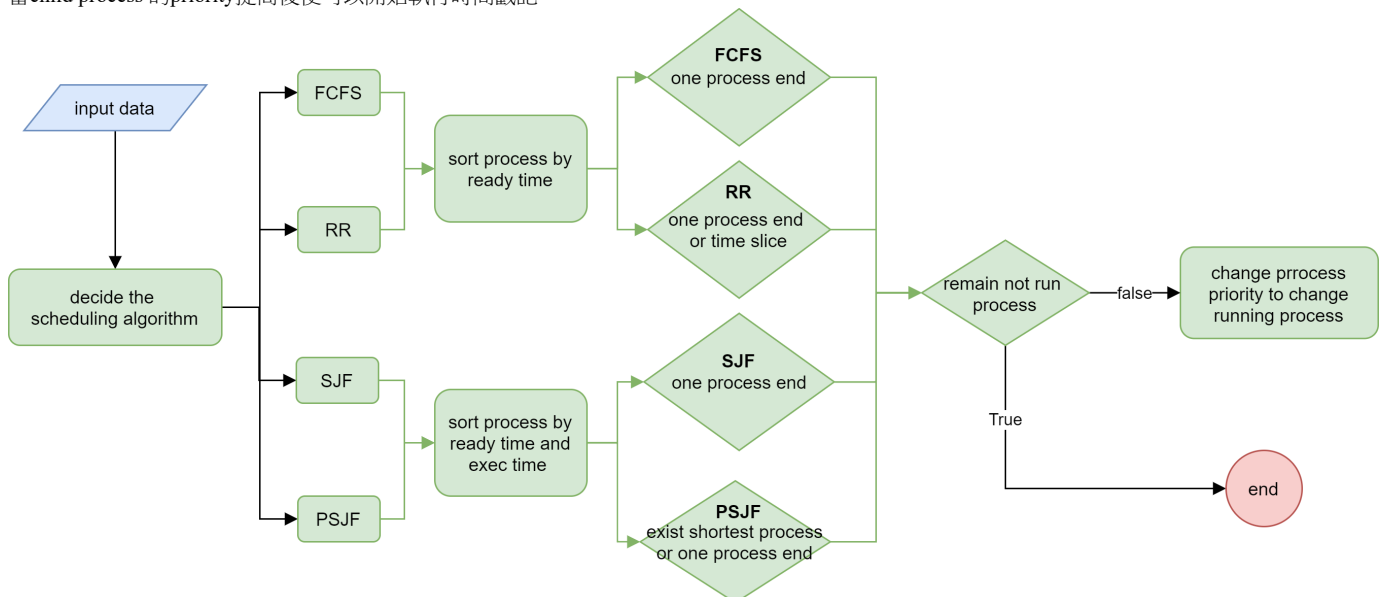 input data
decide the
scheduling algorithm
FCFS
RR
SJF
PSJF
sort process by
ready time
sort process by
ready time and
exec time
FCFS
one process end
RR
one process end
or time slice
SJF
one process end
PSJF
exist shortest process
or one process end
remain not run
process
false
True
change prrocess
priority to change
running process
end